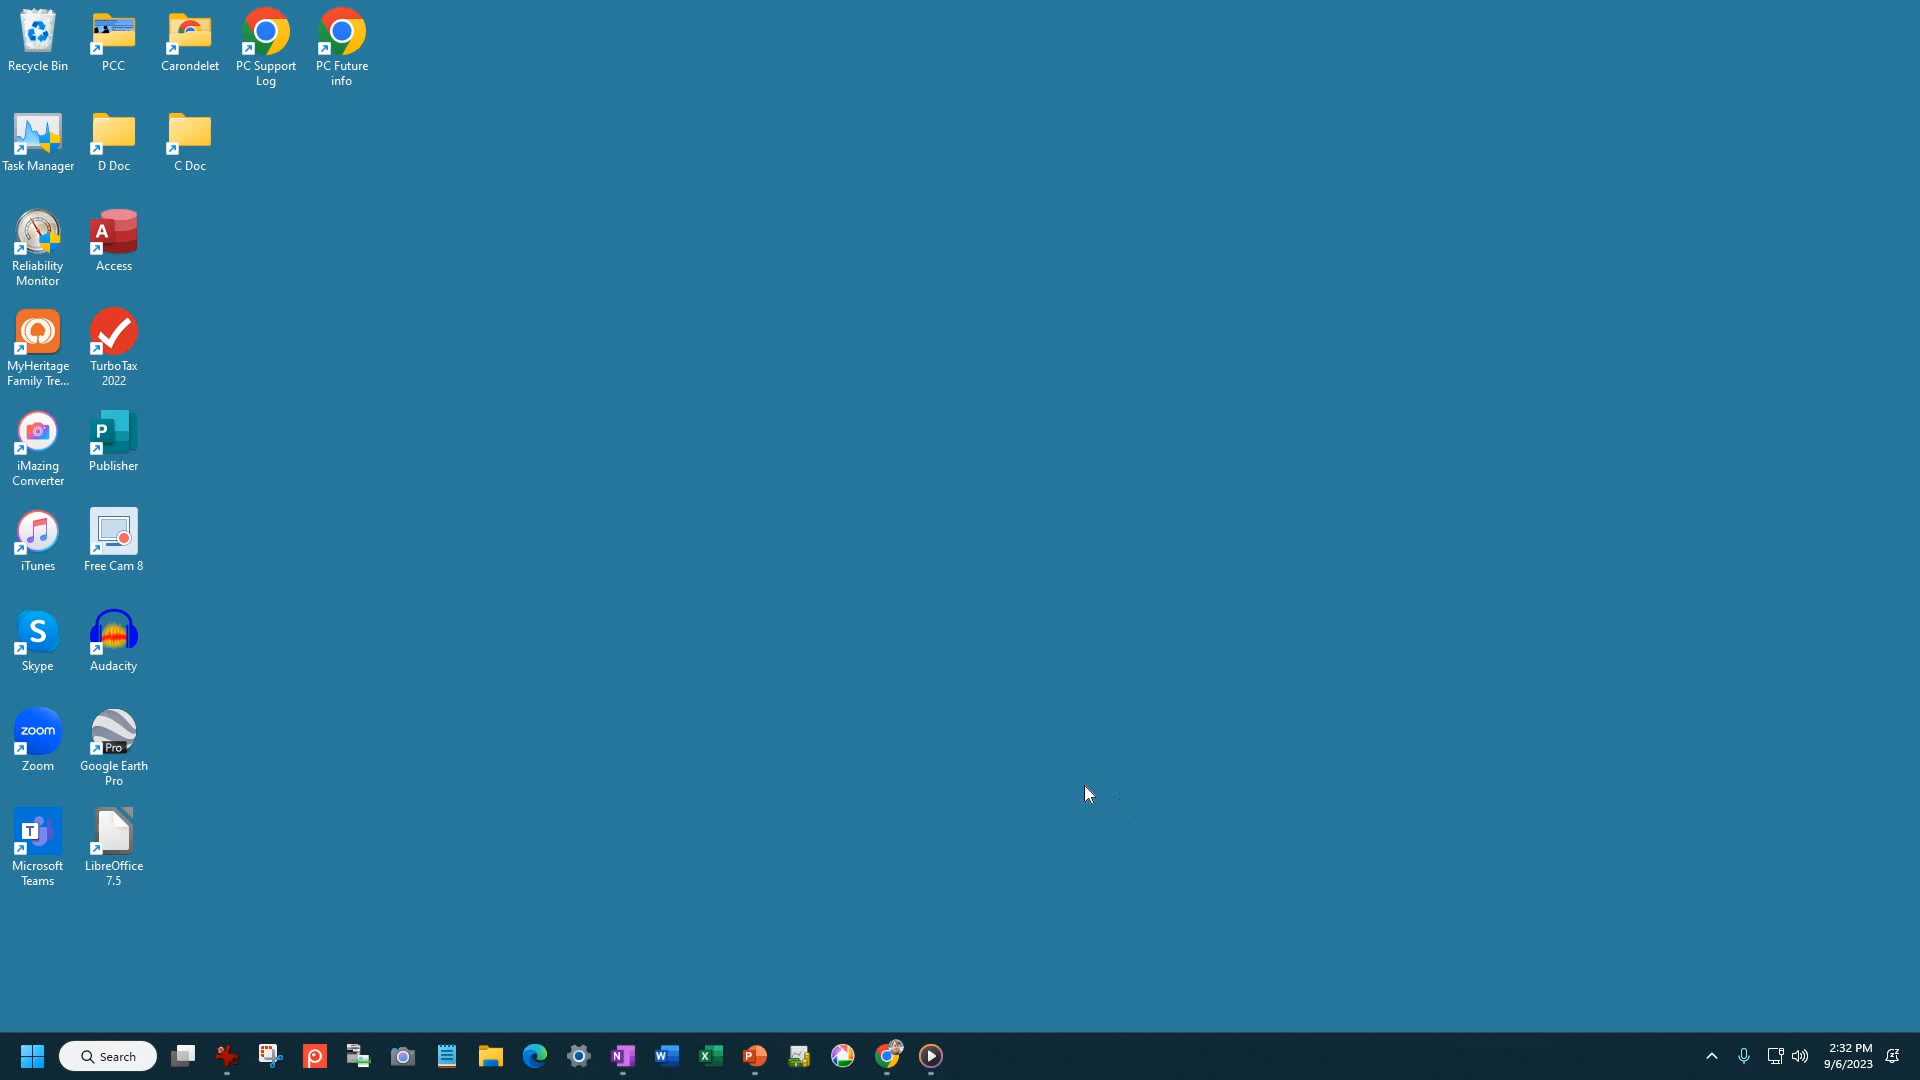 Recycle Bin
PCC
Carondelet
PC Support
Log
PC Future
info
Task Manager
D Doc
C Doc
Reliability
Monitor
A
Access
MyHeritage
Family Tre...
TurboTax
2022
iMazing
Converter
P
Publisher
iTunes
Free Cam 8
S
Skype
Audacity
zoom
Zoom
Pro
Google Earth
Pro
T
Microsoft
Teams
LibreOffice
7.5
Search
N
W
X
P
2:32 PM
9/6/2023